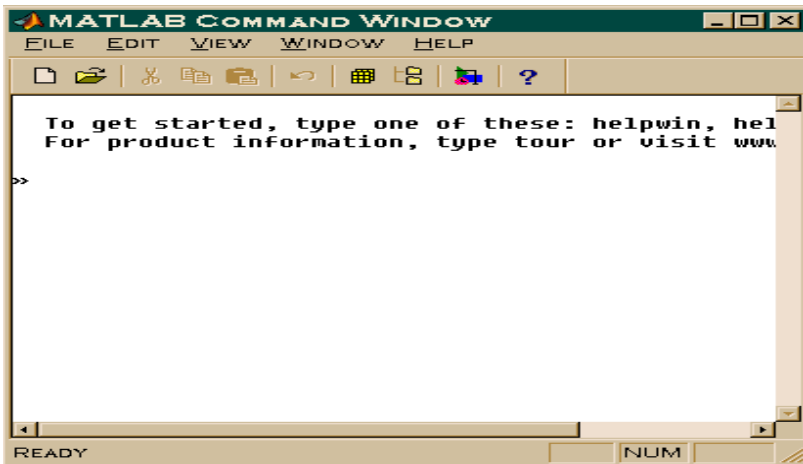 MATLAB COMMAND WINDOW
FILE EDIT VIEW WINDOW HELP
?
To get started, type one of these: helpwin, hel
For product information, type tour or visit www
»
READY NUM